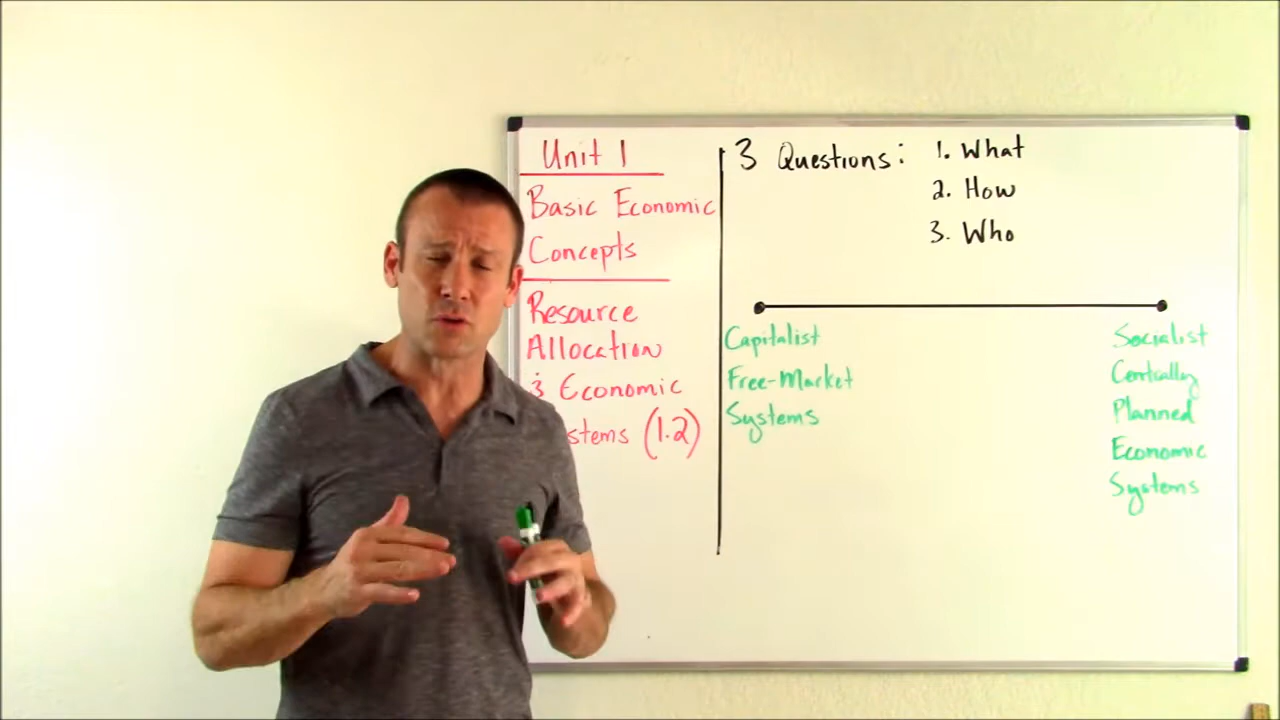 Unit 1
Basic Economic
Concepts
Resource
Allocation
& Economic
stems (1.2)
3 Questions: 1. What
2. How
3. Who
Capitalist
Free-Market
Systems
Socialist
Centrally
Planned
Economic
Systems